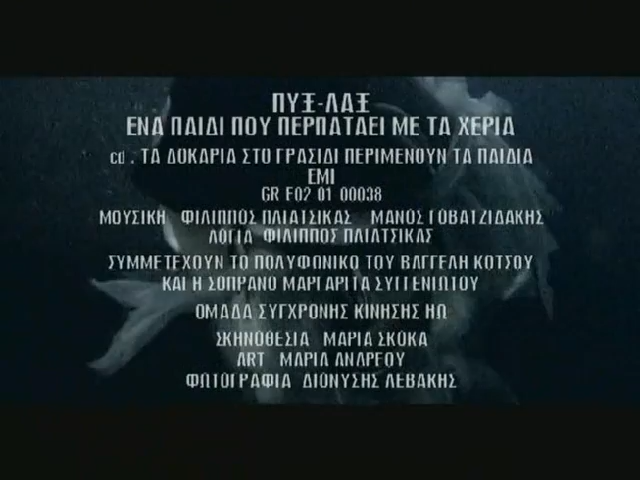 ΠΥΞ-ΛΑΞ
ΕΝΑ ΠΑΙΔΙ ΠΟΥ ΠΕΡΠΑΤΑΕΙ ΜΕ ΤΑ ΧΕΡΙΑ
cd . ΤΑ ΔΟΚΑΡΙΑ ΣΤΟ ΓΡΑΣΙΔΙ ΠΕΡΙΜΕΝΟΥΝ ΤΑ ΠΑΙΔΙΑ
EMI
GR E02 01 00038
ΜΟΥΣΙΚΗ ΦΙΛΙΠΠΟΣ ΠΛΙΑΤΣΙΚΑΣ ΜΑΝΟΣ ΓΟΒΑΤΖΙΔΑΚΗΣ
ΛΟΓΙΑ ΦΙΛΙΠΠΟΣ ΠΛΙΑΤΣΙΚΑΣ
ΣΥΜΜΕΤΕΧΟΥΝ ΤΟ ΠΟΛΥΦΩΝΙΚΟ ΤΟΥ ΒΑΓΓΕΛΗ ΚΟΤΣΟΥ
ΚΑΙ Η ΣΟΠΡΑΝΟ ΜΑΡΓΑΡΙΤΑ ΣΥΓΓΕΝΙΩΤΟΥ
ΟΜΑΔΑ ΣΥΓΧΡΟΝΗΣ ΚΙΝΗΣΗΣ ΗΩ
ΣΚΗΝΟΘΕΣΙΑ ΜΑΡΙΑ ΣΚΟΚΑ
ART ΜΑΡΙΑ ΑΝΔΡΕΟΥ
ΦΩΤΟΓΡΑΦΙΑ ΔΙΟΝΥΣΗΣ ΛΕΒΑΚΗΣ